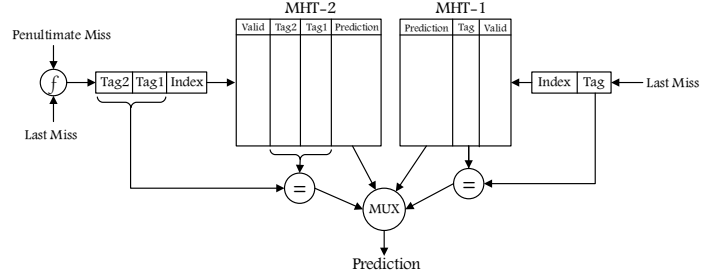 MHT-2
MHT-1
Valid Tag2 Tag1 Prediction
Prediction Tag Valid
Penultimate Miss
f
Tag2 Tag1 Index
Index Tag
Last Miss
Last Miss
=
=
MUX
Prediction